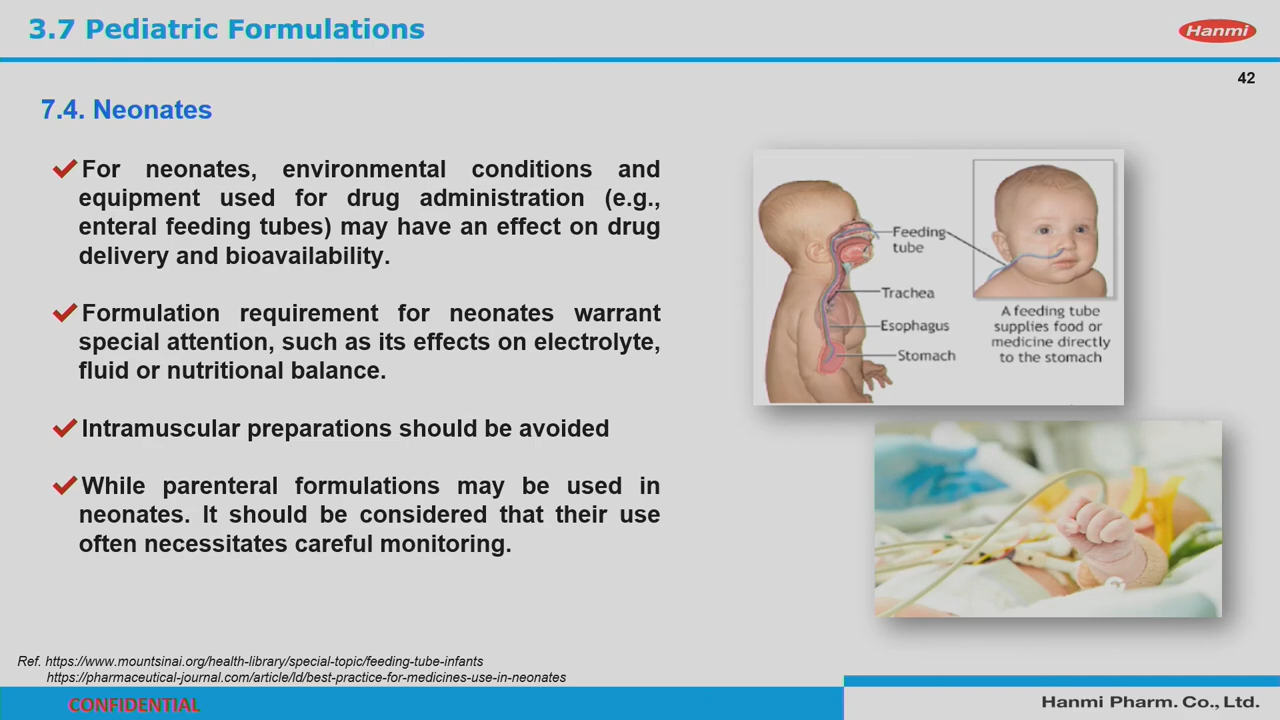 3.7 Pediatric Formulations
Hanmi
42
7.4. Neonates
For neonates, environmental conditions and
equipment used for drug administration (e.g.,
enteral feeding tubes) may have an effect on drug
delivery and bioavailability.
Formulation requirement for neonates warrant
special attention, such as its effects on electrolyte,
fluid or nutritional balance.
Intramuscular preparations should be avoided
While parenteral formulations may be used in
neonates. It should be considered that their use
often necessitates careful monitoring.
Feeding
tube
Trachea
Esophagus
Stomach
A feeding tube
supplies food or
medicine directly
to the stomach
Ref. https://www.mountsinai.org/health-library/special-topic/feeding-tube-infants
https://pharmaceutical-journal.com/article/ld/best-practice-for-medicines-use-in-neonates
CONFIDENTIAL
Hanmi Pharm. Co., Ltd.